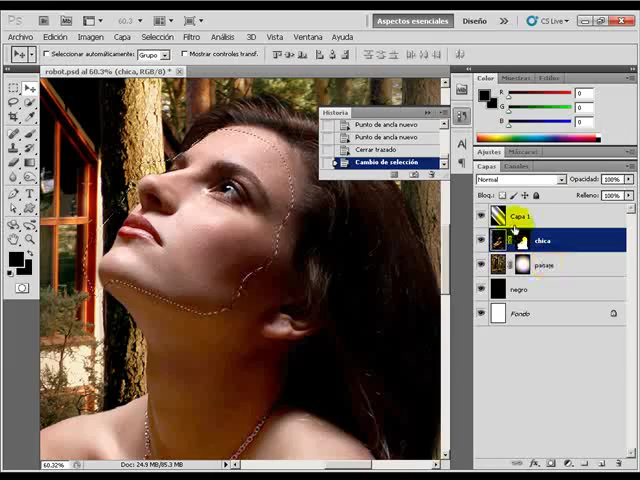 Ps Br Mb 60.3 Aspectos esenciales Diseño >> CS Live
Archivo Edición Imagen Capa Selección Filtro Análisis 3D Vista Ventana Ayuda
Seleccionar automáticamente: Grupo Mostrar controles transf.
robot.psd al 60.3% (chica, RGB/8) *
Historia
Punto de ancla nuevo
Punto de ancla nuevo
Cerrar trazado
Cambio de selección
Color Muestras Estilos
R 0
G 0
B 0
Ajustes Máscaras
Capas Canales
Normal Opacidad: 100%
Bloq.: Relleno: 100%
Capa 1
chica
paisaje
negro
Fondo
60.32% Doc: 24.9 MB/85.3 MB